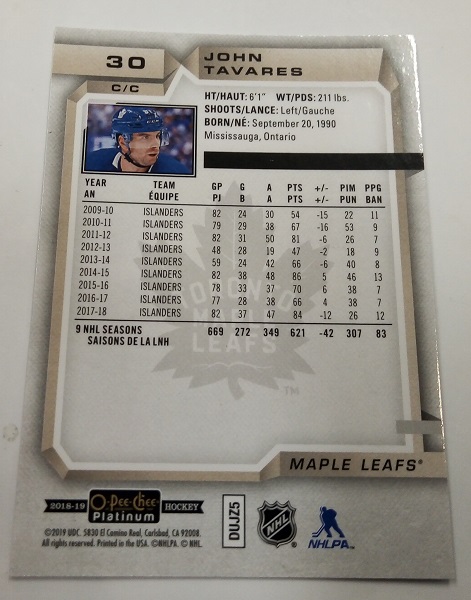 30
JOHN
TAVARES
C/C
HT/HAUT: 6'1" WT/PDS: 211 lbs.
SHOOTS/LANCE: Left/Gauche
BORN/NÉ: September 20, 1990
Mississauga, Ontario
YEAR TEAM GP G A PTS +/- PIM PPG
AN ÉQUIPE PJ B A PTS +/- PUN BAN
2009-10 ISLANDERS 82 24 30 54 -15 22 11
2010-11 ISLANDERS 79 29 38 67 -16 53 9
2011-12 ISLANDERS 82 31 50 81 -6 26 7
2012-13 ISLANDERS 48 28 19 47 -2 18 9
2013-14 ISLANDERS 59 24 42 66 -6 40 8
2014-15 ISLANDERS 82 38 48 86 5 46 13
2015-16 ISLANDERS 78 33 37 70 6 38 7
2016-17 ISLANDERS 77 28 38 66 4 38 7
2017-18 ISLANDERS 82 37 47 84 -12 26 12
9 NHL SEASONS 669 272 349 621 -42 307 83
SAISONS DE LA LNH
TORONTO
MAPLE
LEAFS
TM
MAPLE LEAFS®
2018-19 O-Pee-Chee Platinum HOCKEY
©2019 UDC. 5830 El Camino Real, Carlsbad, CA 92008.
All rights reserved. Printed in the USA. ©NHLPA. © NHL.
DUJZ5
NHL
NHLPA